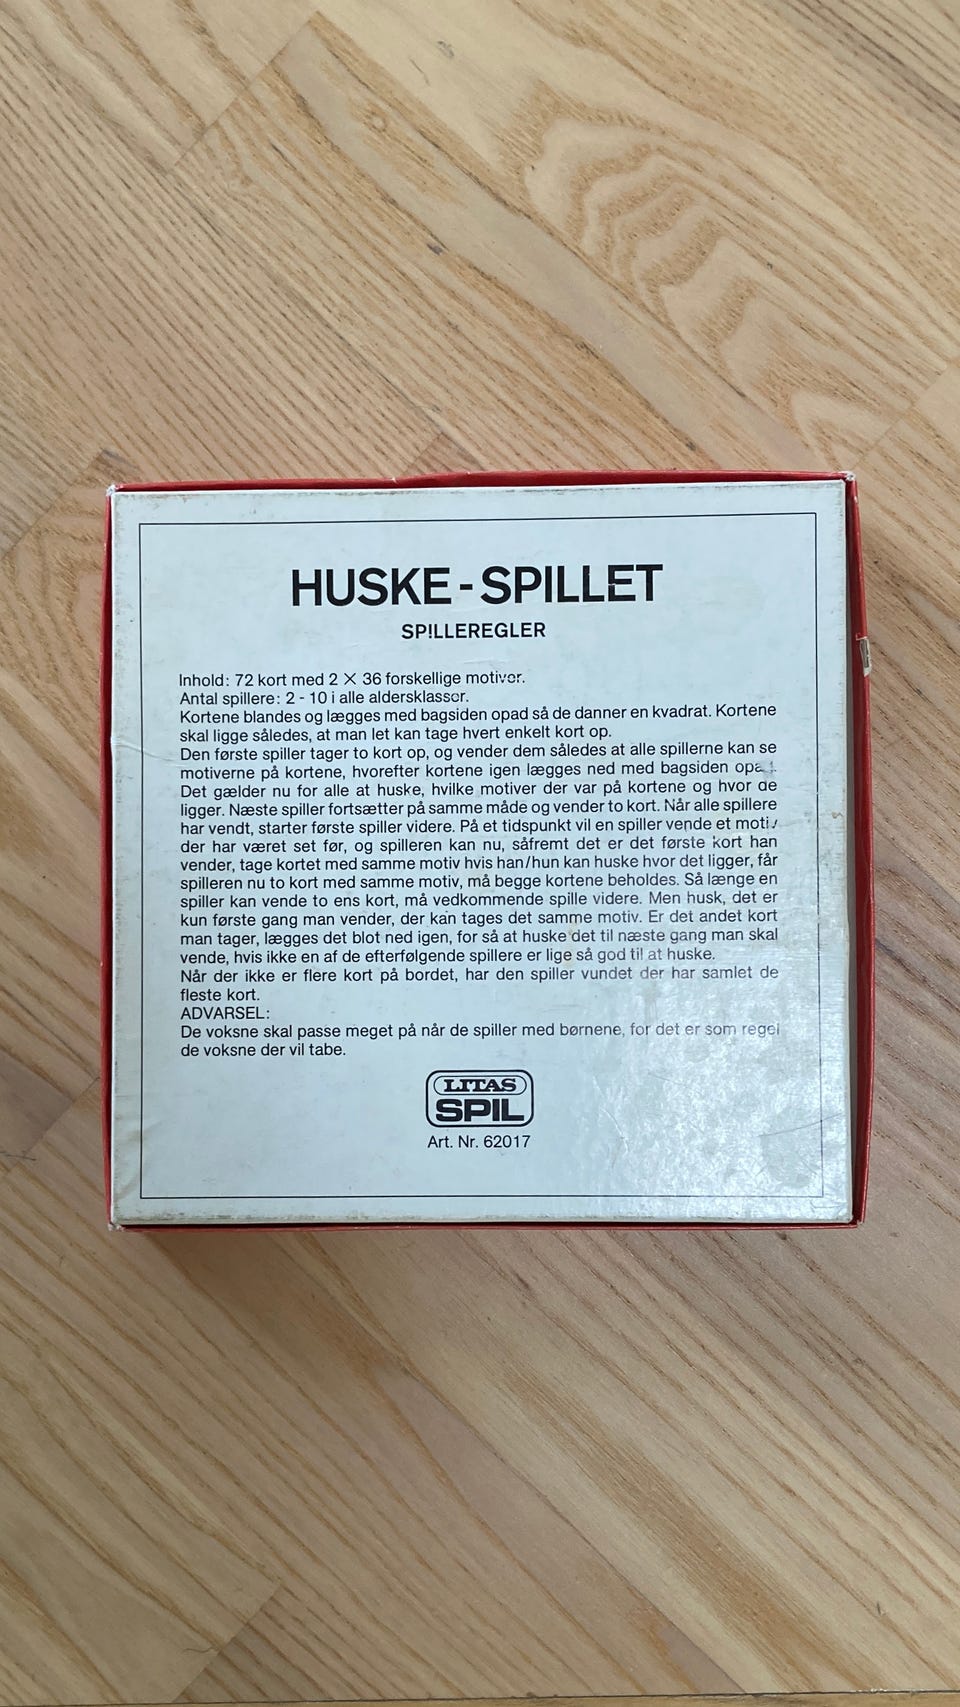 HUSKE-SPILLET
SPILLEREGLER
Inhold: 72 kort med 2 X 36 forskellige motiver.
Antal spillere: 2 - 10 i alle aldersklasser.
Kortene blandes og lægges med bagsiden opad så de danner en kvadrat. Kortene
skal ligge således, at man let kan tage hvert enkelt kort op.
Den første spiller tager to kort op, og vender dem således at alle spillerne kan se
motiverne på kortene, hvorefter kortene igen lægges ned med bagsiden opad.
Det gælder nu for alle at huske, hvilke motiver der var på kortene og hvor de
ligger. Næste spiller fortsætter på samme måde og vender to kort. Når alle spillere
har vendt, starter første spiller videre. På et tidspunkt vil en spiller vende et motiv
der har været set før, og spilleren kan nu, såfremt det er det første kort han
vender, tage kortet med samme motiv hvis han/hun kan huske hvor det ligger, får
spilleren nu to kort med samme motiv, må begge kortene beholdes. Så længe en
spiller kan vende to ens kort, må vedkommende spille videre. Men husk, det er
kun første gang man vender, der kan tages det samme motiv. Er det andet kort
man tager, lægges det blot ned igen, for så at huske det til næste gang man skal
vende, hvis ikke en af de efterfølgende spillere er lige så god til at huske.
Når der ikke er flere kort på bordet, har den spiller vundet der har samlet de
fleste kort.
ADVARSEL:
De voksne skal passe meget på når de spiller med børnene, for det er som regel
de voksne der vil tabe.
LITAS
SPIL
Art. Nr. 62017